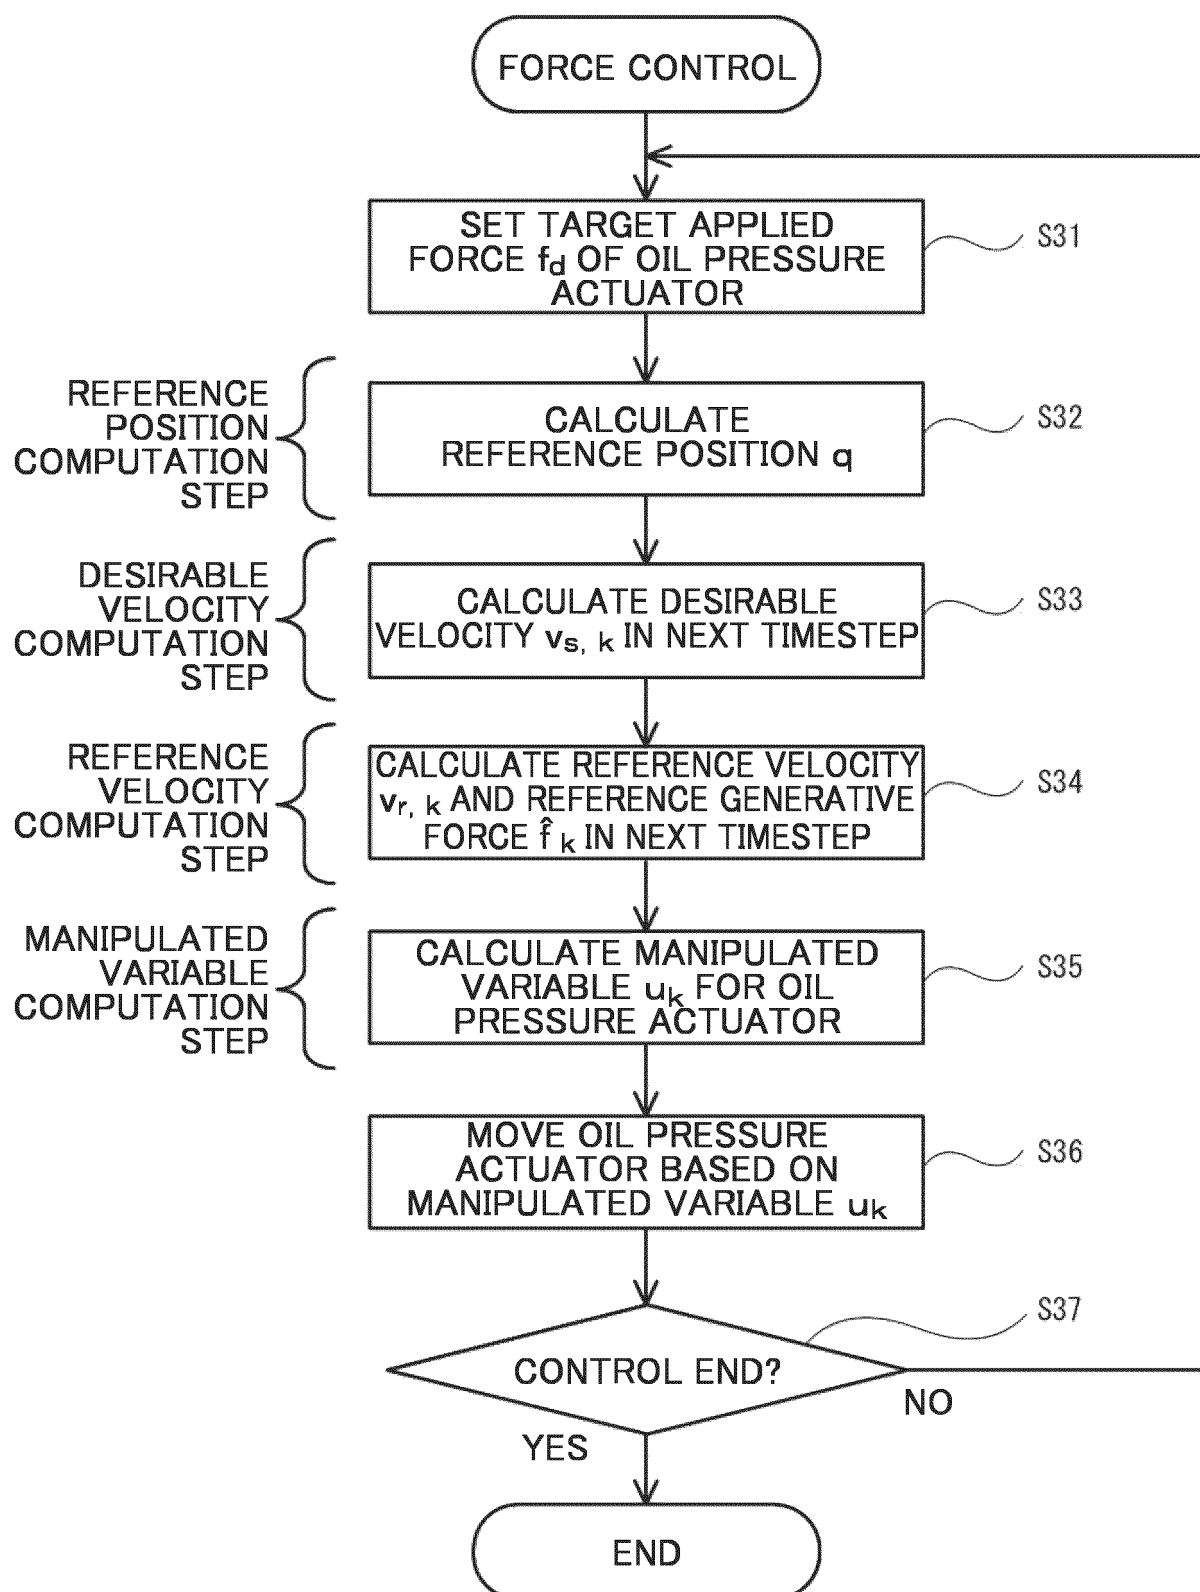 FORCE CONTROL
SET TARGET APPLIED
FORCE fd OF OIL PRESSURE
ACTUATOR
S31
REFERENCE
POSITION
COMPUTATION
STEP
CALCULATE
REFERENCE POSITION q
S32
DESIRABLE
VELOCITY
COMPUTATION
STEP
CALCULATE DESIRABLE
VELOCITY vs, k IN NEXT TIMESTEP
S33
REFERENCE
VELOCITY
COMPUTATION
STEP
CALCULATE REFERENCE VELOCITY
vr, k AND REFERENCE GENERATIVE
FORCE f̂ k IN NEXT TIMESTEP
S34
MANIPULATED
VARIABLE
COMPUTATION
STEP
CALCULATE MANIPULATED
VARIABLE uk FOR OIL
PRESSURE ACTUATOR
S35
MOVE OIL PRESSURE
ACTUATOR BASED ON
MANIPULATED VARIABLE uk
S36
CONTROL END?
S37
NO
YES
END